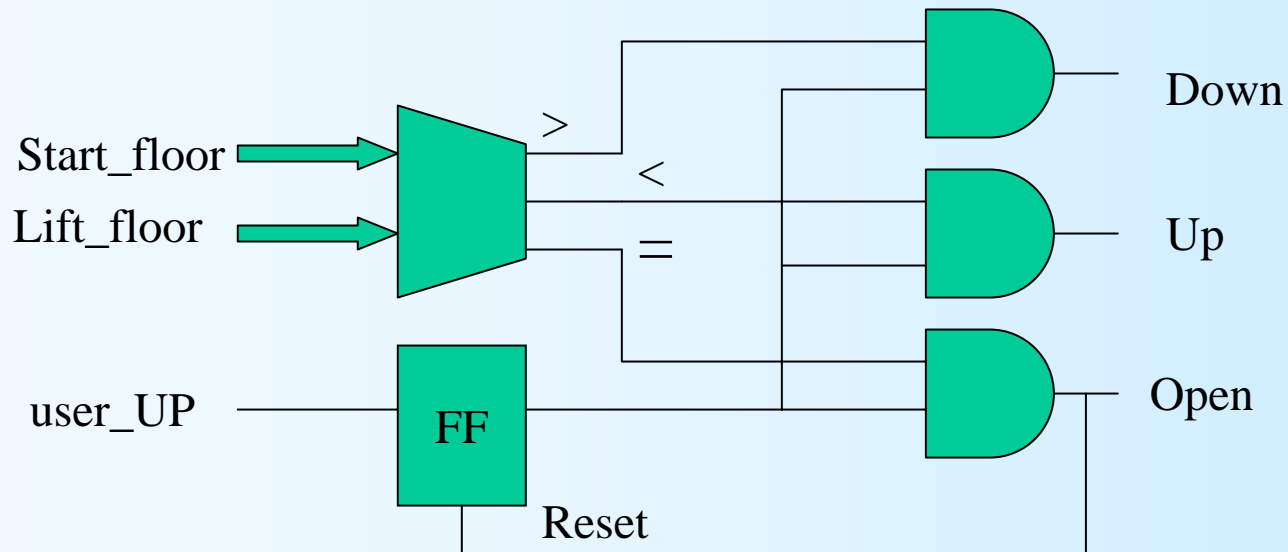 Start_floor
Lift_floor
user_UP
>
<
=
FF
Reset
Down
Up
Open